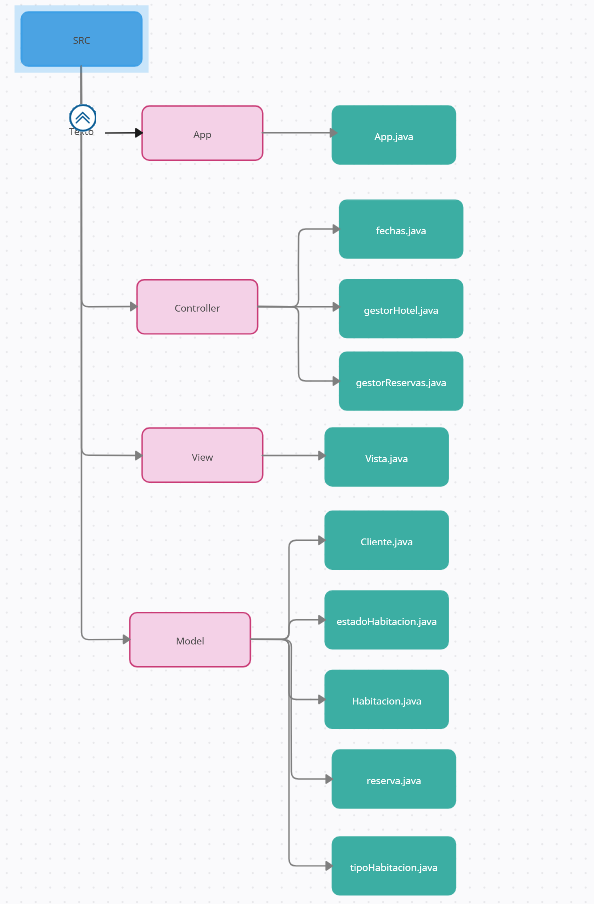 SRC
Texto
App
App.java
fechas.java
Controller
gestorHotel.java
gestorReservas.java
View
Vista.java
Cliente.java
estadoHabitacion.java
Model
Habitacion.java
reserva.java
tipoHabitacion.java